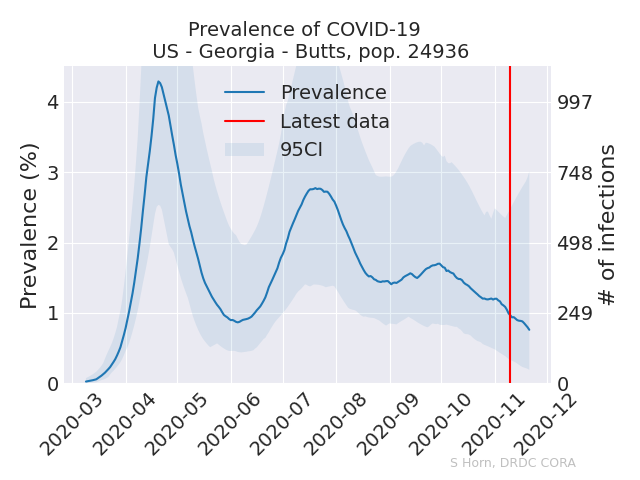 Prevalence of COVID-19
US - Georgia - Butts, pop. 24936
Prevalence
Latest data
95CI
Prevalence (%)
4
3
2
1
0
# of infections
997
748
498
249
0
2020-03
2020-04
2020-05
2020-06
2020-07
2020-08
2020-09
2020-10
2020-11
2020-12
S Horn, DRDC CORA